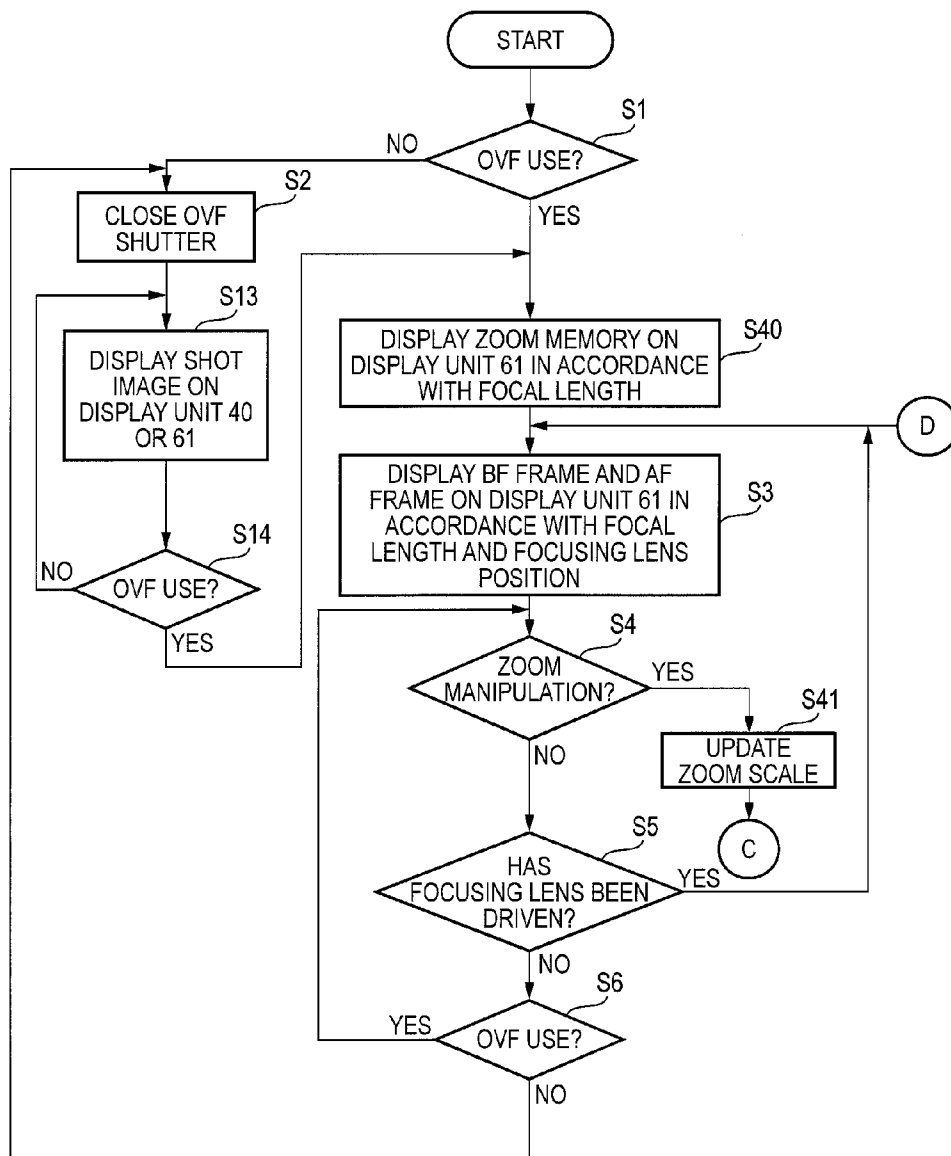 START
S1
NO
OVF USE?
YES
S2
CLOSE OVF
SHUTTER
S13
DISPLAY SHOT
IMAGE ON
DISPLAY UNIT 40
OR 61
S14
NO
OVF USE?
YES
S40
DISPLAY ZOOM MEMORY ON
DISPLAY UNIT 61 IN ACCORDANCE
WITH FOCAL LENGTH
D
S3
DISPLAY BF FRAME AND AF
FRAME ON DISPLAY UNIT 61 IN
ACCORDANCE WITH FOCAL
LENGTH AND FOCUSING LENS
POSITION
S4
ZOOM
MANIPULATION?
YES
NO
S41
UPDATE
ZOOM SCALE
C
S5
HAS
FOCUSING LENS BEEN
DRIVEN?
YES
NO
S6
YES
OVF USE?
NO